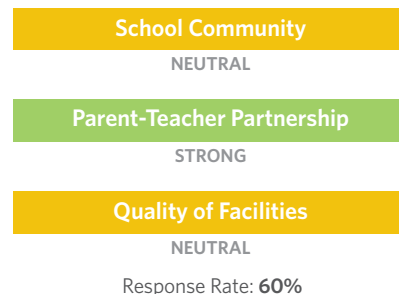 School Community
NEUTRAL
Parent-Teacher Partnership
STRONG
Quality of Facilities
NEUTRAL
Response Rate: 60%